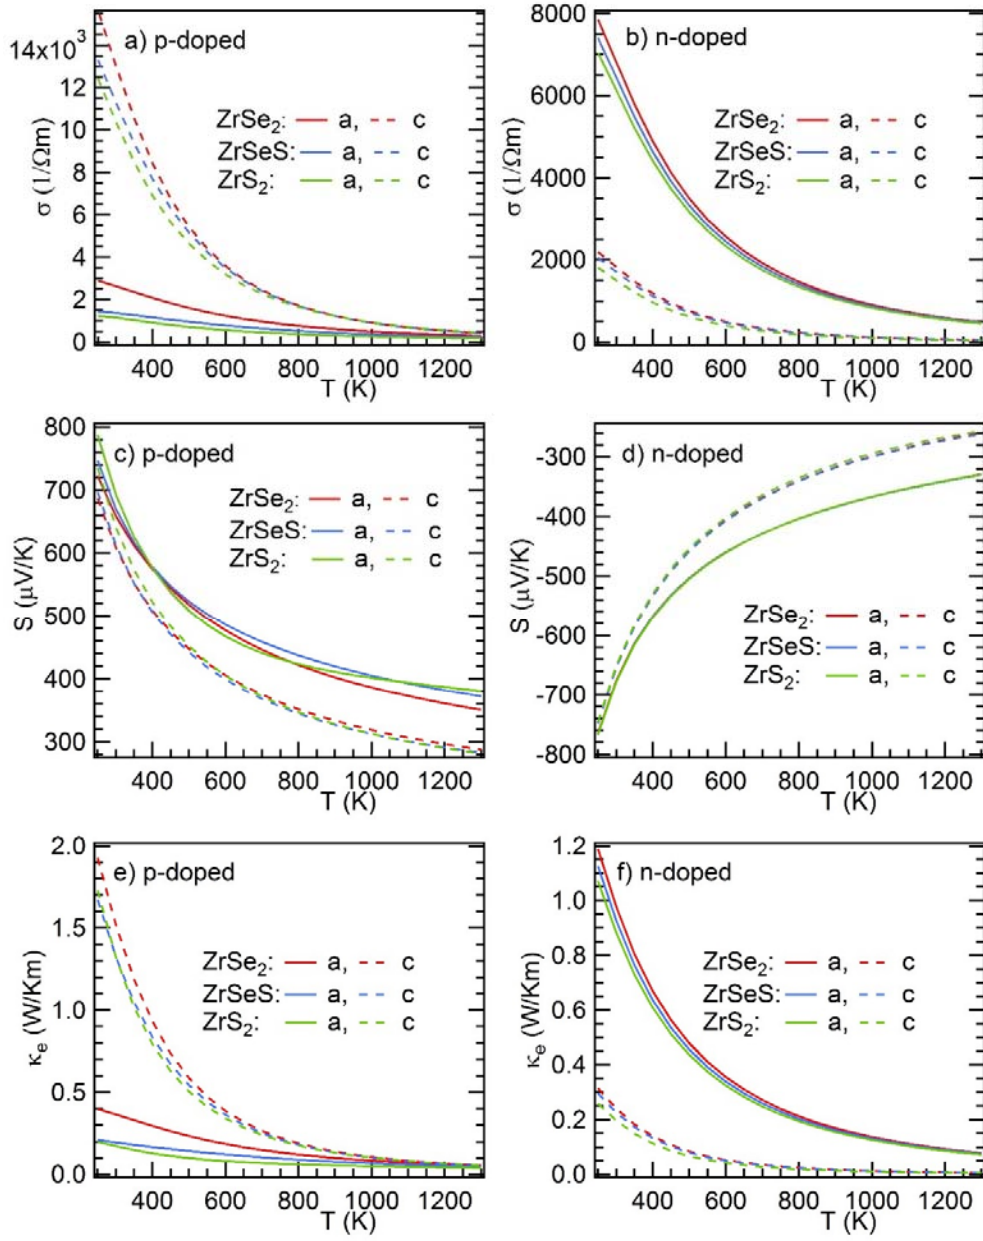 a) p-doped
14x10³
12
10
8
6
4
2
0
σ (1/Ωm)
ZrSe₂: a, c
ZrSeS: a, c
ZrS₂: a, c
400 600 800 1000 1200
T (K)
b) n-doped
8000
6000
4000
2000
0
σ (1/Ωm)
ZrSe₂: a, c
ZrSeS: a, c
ZrS₂: a, c
400 600 800 1000 1200
T (K)
c) p-doped
800
700
600
500
400
300
S (μV/K)
ZrSe₂: a, c
ZrSeS: a, c
ZrS₂: a, c
400 600 800 1000 1200
T (K)
d) n-doped
-300
-400
-500
-600
-700
-800
S (μV/K)
ZrSe₂: a, c
ZrSeS: a, c
ZrS₂: a, c
400 600 800 1000 1200
T (K)
e) p-doped
2.0
1.5
1.0
0.5
0.0
κₑ (W/Km)
ZrSe₂: a, c
ZrSeS: a, c
ZrS₂: a, c
400 600 800 1000 1200
T (K)
f) n-doped
1.2
1.0
0.8
0.6
0.4
0.2
0.0
κₑ (W/Km)
ZrSe₂: a, c
ZrSeS: a, c
ZrS₂: a, c
400 600 800 1000 1200
T (K)